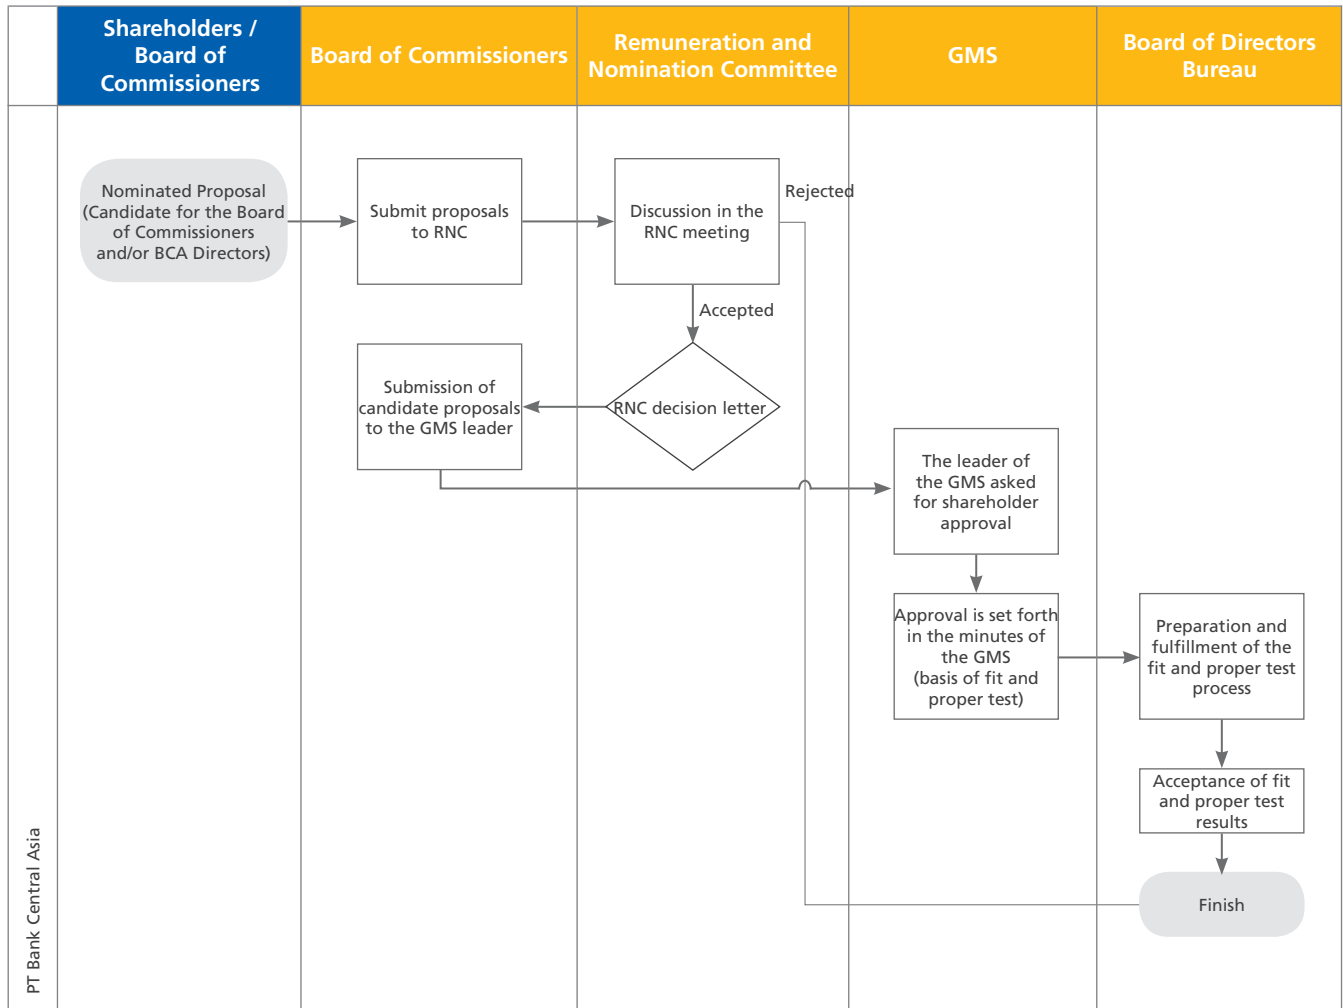 Shareholders /
Board of
Commissioners
Board of Commissioners
Remuneration and
Nomination Committee
GMS
Board of Directors
Bureau
Nominated Proposal
(Candidate for the Board
of Commissioners
and/or BCA Directors)
Submit proposals
to RNC
Discussion in the
RNC meeting
Rejected
Accepted
Submission of
candidate proposals
to the GMS leader
RNC decision letter
The leader of
the GMS asked
for shareholder
approval
Approval is set forth
in the minutes of
the GMS
(basis of fit and
proper test)
Preparation and
fulfillment of the
fit and proper test
process
Acceptance of fit
and proper test
results
Finish
PT Bank Central Asia